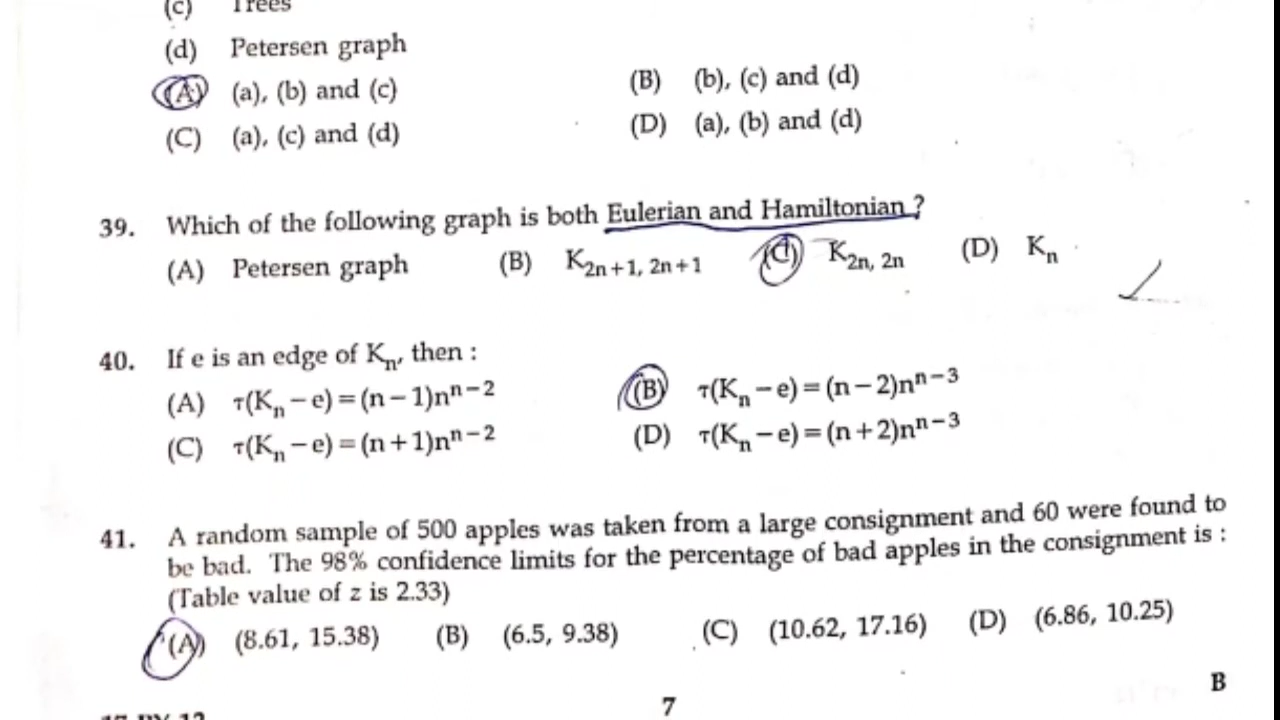 (c) Trees
(d) Petersen graph
(A) (a), (b) and (c) (B) (b), (c) and (d)
(C) (a), (c) and (d) (D) (a), (b) and (d)
39. Which of the following graph is both Eulerian and Hamiltonian ?
(A) Petersen graph (B) K2n+1, 2n+1 (C) K2n, 2n (D) Kn
40. If e is an edge of Kn, then :
(A) τ(Kn − e) = (n − 1)n^n−2 (B) τ(Kn − e) = (n − 2)n^n−3
(C) τ(Kn − e) = (n + 1)n^n−2 (D) τ(Kn − e) = (n + 2)n^n−3
41. A random sample of 500 apples was taken from a large consignment and 60 were found to
be bad. The 98% confidence limits for the percentage of bad apples in the consignment is :
(Table value of z is 2.33)
(A) (8.61, 15.38) (B) (6.5, 9.38) (C) (10.62, 17.16) (D) (6.86, 10.25)
7 B